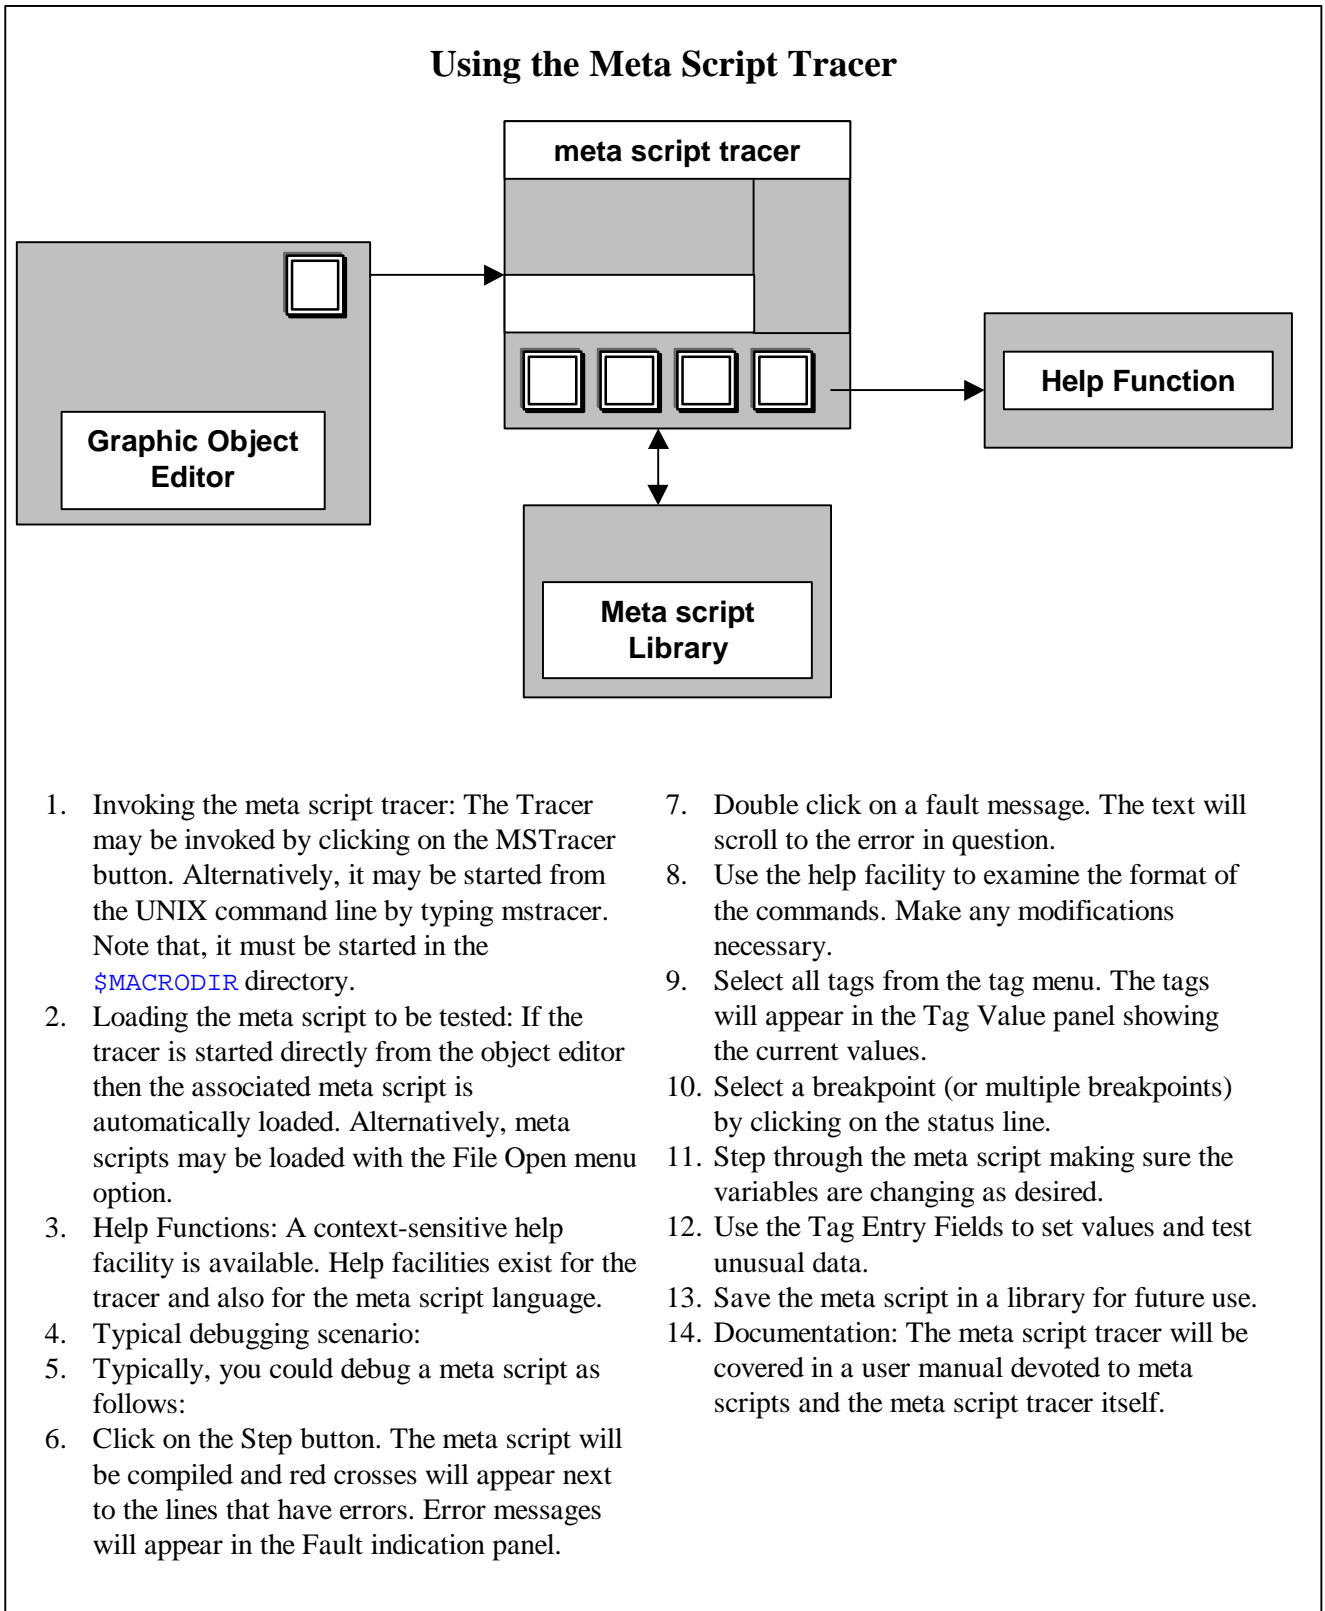 Using the Meta Script Tracer
meta script tracer
Graphic Object
Editor
Help Function
Meta script
Library
1. Invoking the meta script tracer: The Tracer
may be invoked by clicking on the MSTracer
button. Alternatively, it may be started from
the UNIX command line by typing mstracer.
Note that, it must be started in the
$MACRODIR directory.
2. Loading the meta script to be tested: If the
tracer is started directly from the object editor
then the associated meta script is
automatically loaded. Alternatively, meta
scripts may be loaded with the File Open menu
option.
3. Help Functions: A context-sensitive help
facility is available. Help facilities exist for the
tracer and also for the meta script language.
4. Typical debugging scenario:
5. Typically, you could debug a meta script as
follows:
6. Click on the Step button. The meta script will
be compiled and red crosses will appear next
to the lines that have errors. Error messages
will appear in the Fault indication panel.
7. Double click on a fault message. The text will
scroll to the error in question.
8. Use the help facility to examine the format of
the commands. Make any modifications
necessary.
9. Select all tags from the tag menu. The tags
will appear in the Tag Value panel showing
the current values.
10. Select a breakpoint (or multiple breakpoints)
by clicking on the status line.
11. Step through the meta script making sure the
variables are changing as desired.
12. Use the Tag Entry Fields to set values and test
unusual data.
13. Save the meta script in a library for future use.
14. Documentation: The meta script tracer will be
covered in a user manual devoted to meta
scripts and the meta script tracer itself.